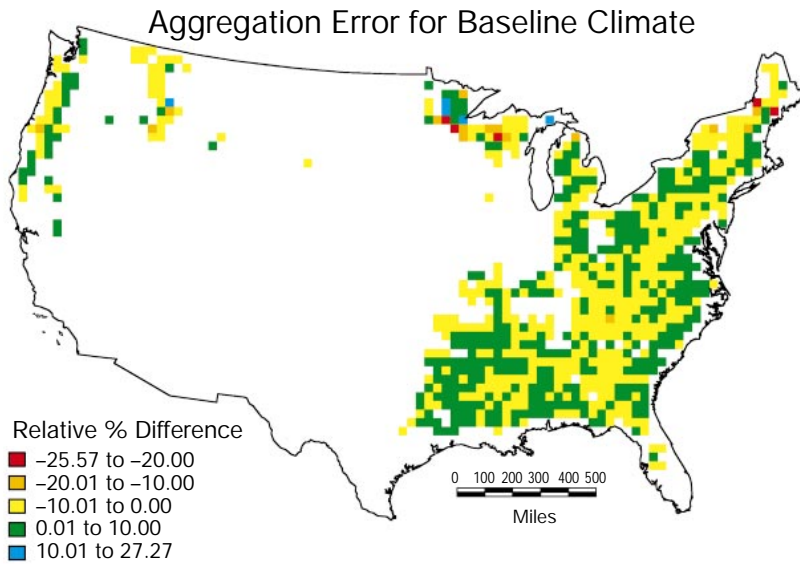 Aggregation Error for Baseline Climate
Relative % Difference
−25.57 to −20.00
−20.01 to −10.00
−10.01 to 0.00
0.01 to 10.00
10.01 to 27.27
0 100 200 300 400 500
Miles